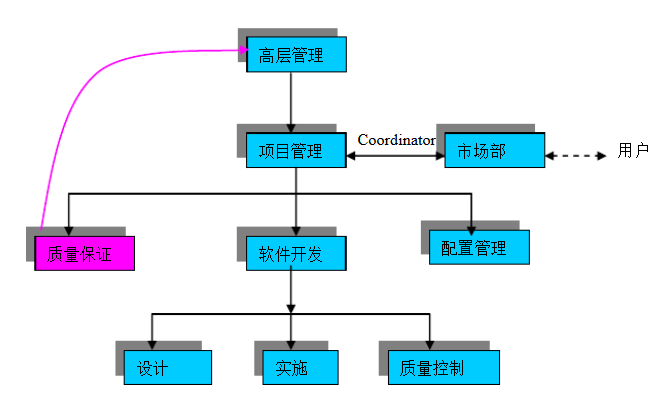 高层管理
项目管理
Coordinator
市场部
用户
质量保证
软件开发
配置管理
设计
实施
质量控制